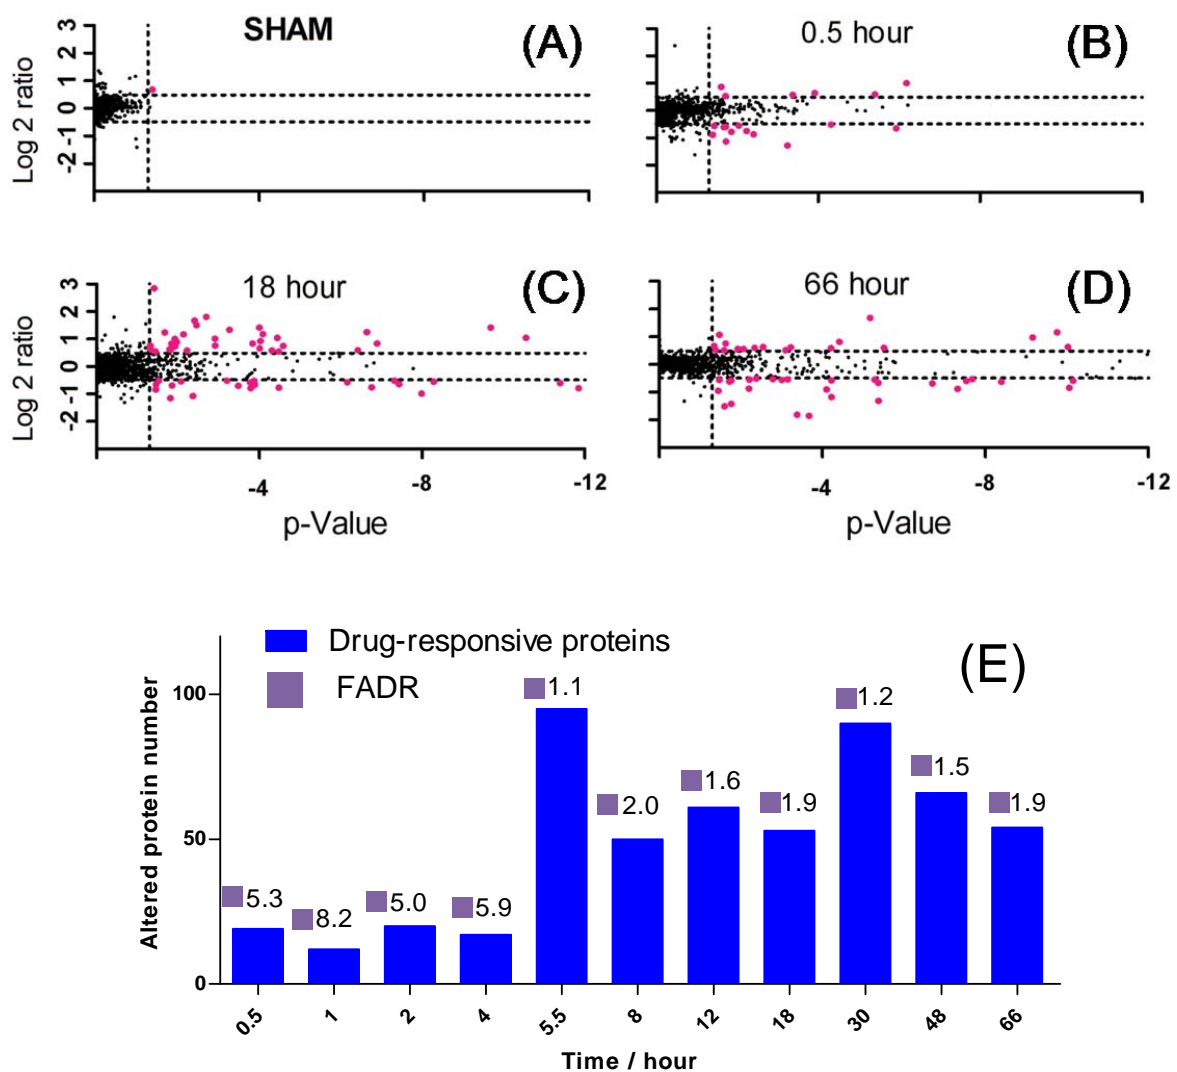 SHAM
(A)
0.5 hour
(B)
3
2
1
0
-1
-2
Log 2 ratio
18 hour
(C)
66 hour
(D)
3
2
1
0
-1
-2
Log 2 ratio
-4
-8
-12
-4
-8
-12
p-Value
p-Value
Drug-responsive proteins
FADR
(E)
Altered protein number
100
50
0
5.3
8.2
5.0
5.9
1.1
2.0
1.6
1.9
1.2
1.5
1.9
0.5
1
2
4
5.5
8
12
18
30
48
66
Time / hour